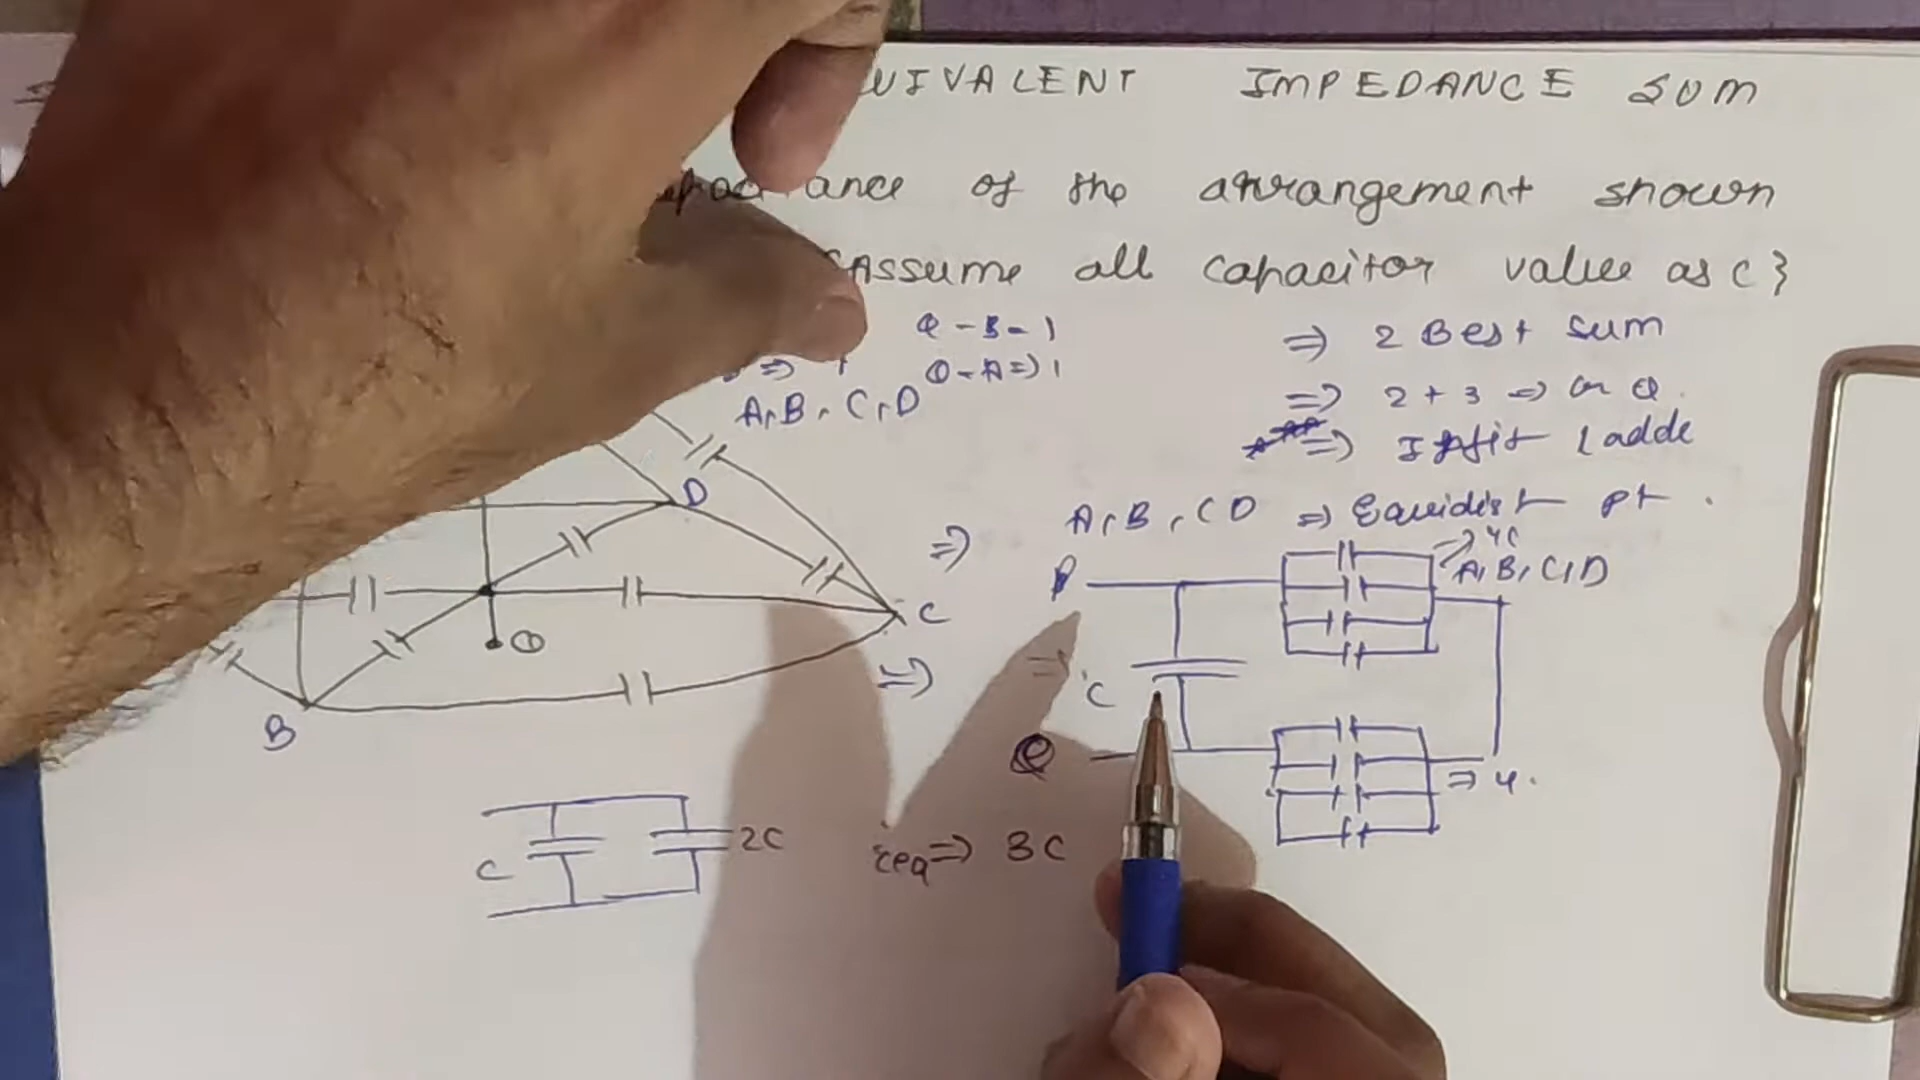 UIVALENT IMPEDANCE SUM
ance of the arrangement shown
Assume all capacitor value as C}
Q - B - 1
Q - A => 1
A, B, C, D
=> 2 Best sum
=> 2 + 3 => on Q.
=> Ladde
A, B, C D => pt .
D
=>
=> 4C
A, B, C, D
P
C
Q
=>
=>
C
B
Q
=> 4.
C
2C
Ceq => 3C